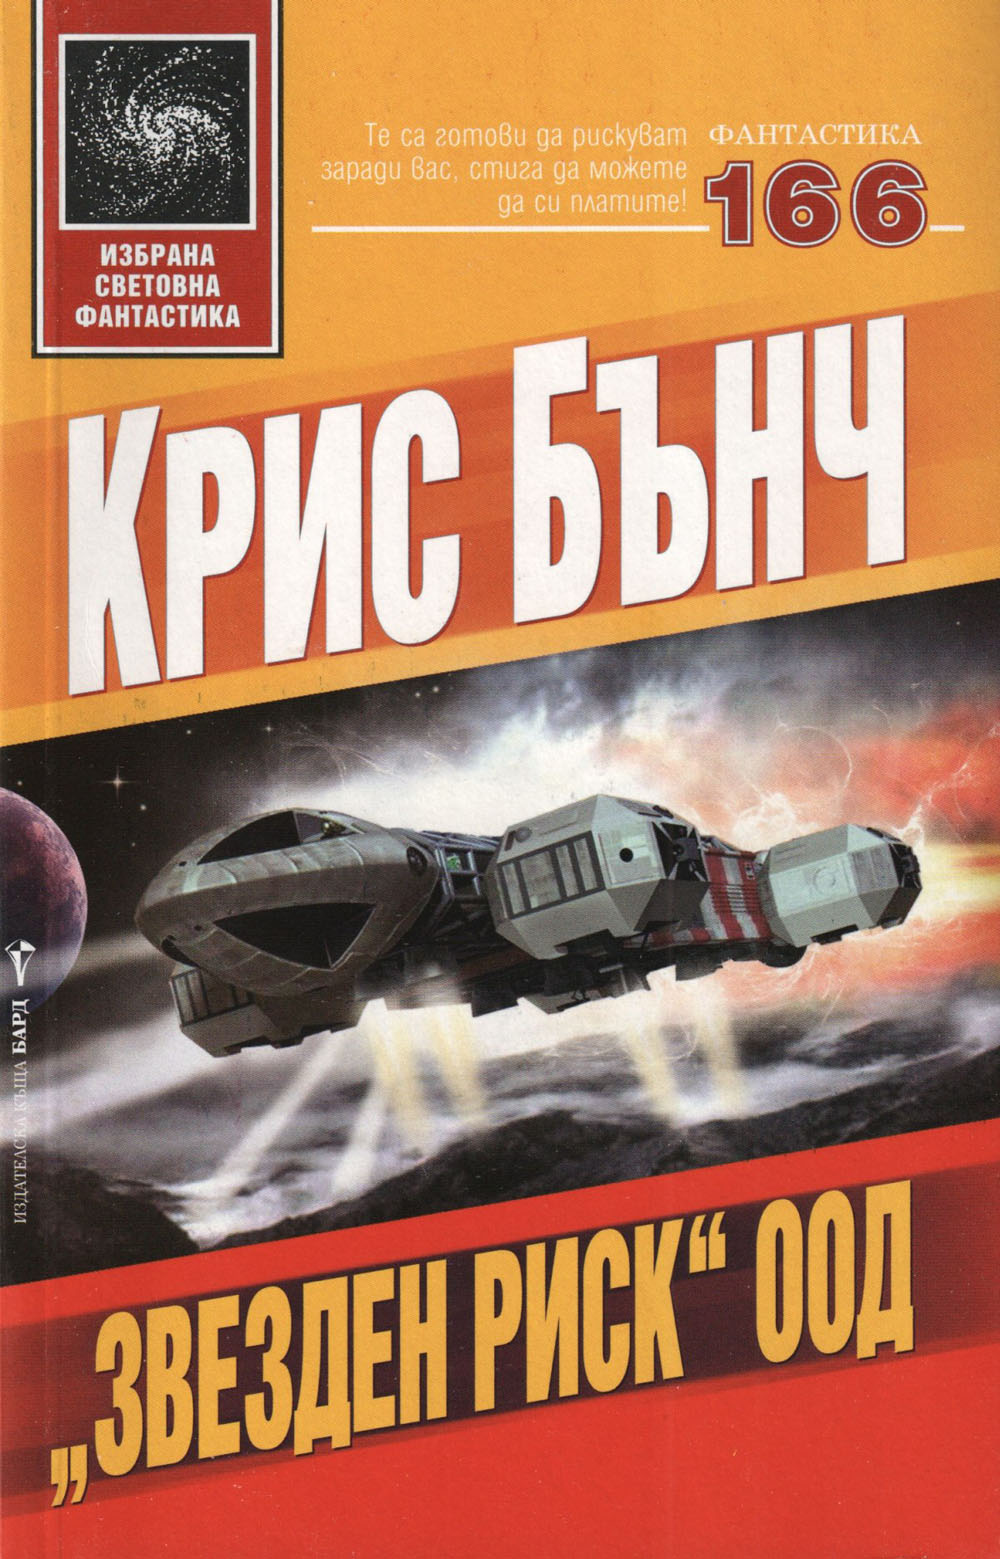 ИЗБРАНА
СВЕТОВНА
ФАНТАСТИКА
Те са готови да рискуват
заради вас, стига да можете
да си платите!
ФАНТАСТИКА
166
КРИС БЪНЧ
ИЗДАТЕЛСКА КЪЩА БАРД
„ЗВЕЗДЕН РИСК“ ООД